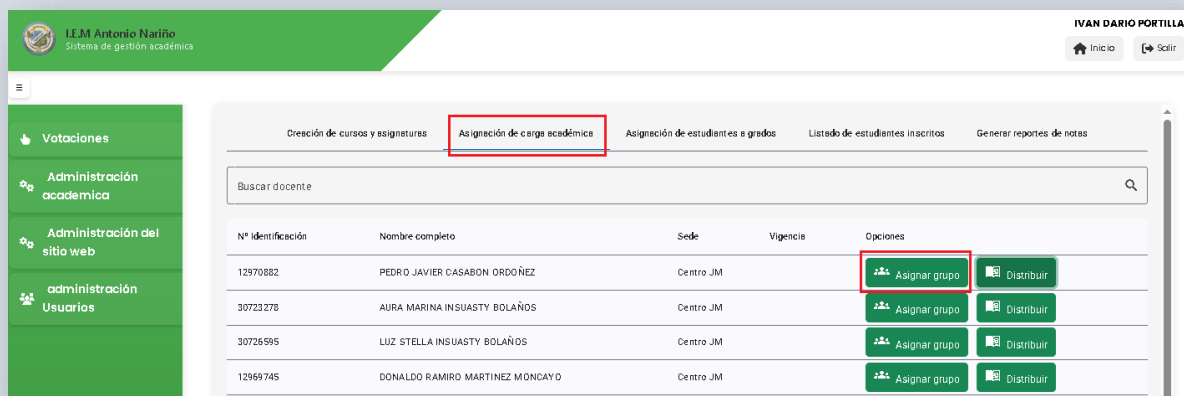 I.E.M Antonio Nariño
Sistema de gestión académica
IVAN DARIO PORTILLA
Inicio
Salir
Votaciones
Administración
academica
Administración del
sitio web
administración
Usuarios
Creación de cursos y asignaturas
Asignación de carga académica
Asignación de estudiantes a grados
Listado de estudiantes inscritos
Generar reportes de notas
Buscar docente
Nº Identificación Nombre completo Sede Vigencia Opciones
12970882 PEDRO JAVIER CASABON ORDOÑEZ Centro JM Asignar grupo Distribuir
30723278 AURA MARINA INSUASTY BOLAÑOS Centro JM Asignar grupo Distribuir
30726595 LUZ STELLA INSUASTY BOLAÑOS Centro JM Asignar grupo Distribuir
12969745 DONALDO RAMIRO MARTINEZ MONCAYO Centro JM Asignar grupo Distribuir